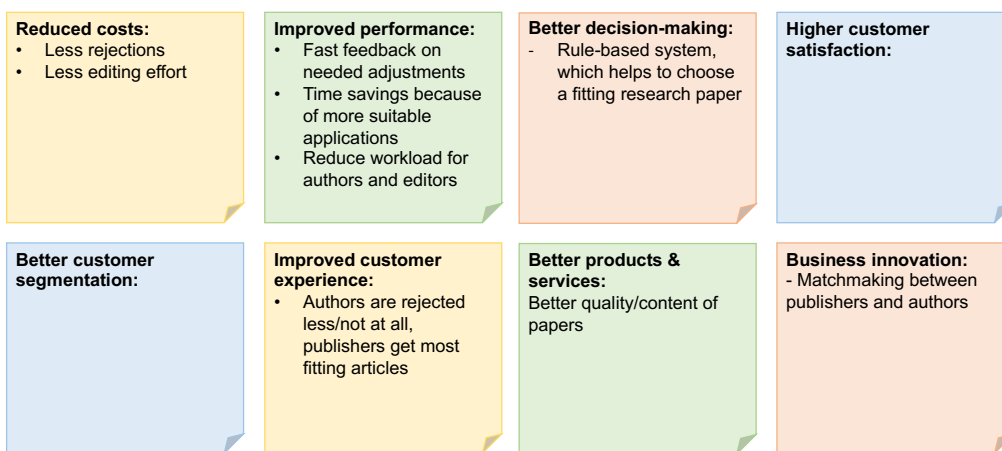 Reduced costs:
• Less rejections
• Less editing effort
Improved performance:
• Fast feedback on
needed adjustments
• Time savings because
of more suitable
applications
• Reduce workload for
authors and editors
Better decision-making:
- Rule-based system,
which helps to choose
a fitting research paper
Higher customer
satisfaction:
Better customer
segmentation:
Improved customer
experience:
• Authors are rejected
less/not at all,
publishers get most
fitting articles
Better products &
services:
Better quality/content of
papers
Business innovation:
- Matchmaking between
publishers and authors